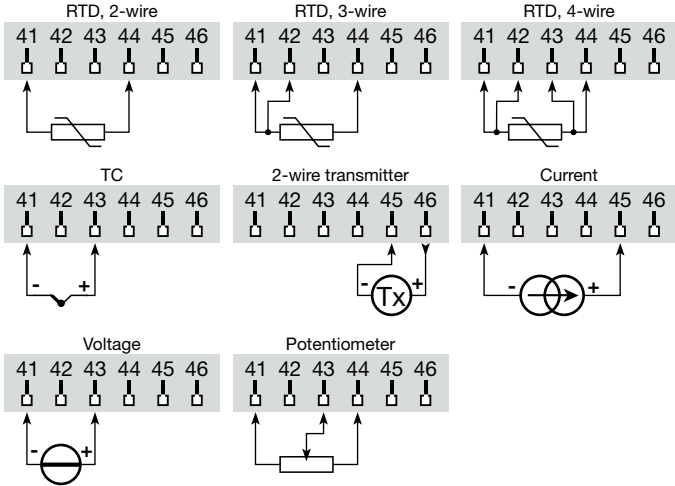 RTD, 2-wire
41 42 43 44 45 46
RTD, 3-wire
41 42 43 44 45 46
RTD, 4-wire
41 42 43 44 45 46
TC
41 42 43 44 45 46
- +
2-wire transmitter
41 42 43 44 45 46
- Tx +
Current
41 42 43 44 45 46
- +
Voltage
41 42 43 44 45 46
- +
Potentiometer
41 42 43 44 45 46